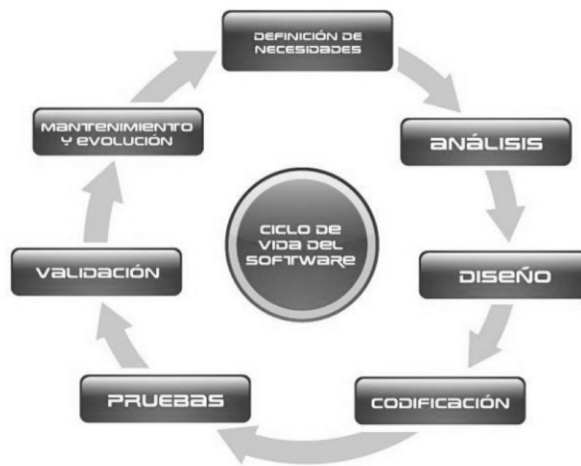 DEFINICIÓN DE
NECESIDADES
ANÁLISIS
DISEÑO
CODIFICACIÓN
PRUEBAS
VALIDACIÓN
MANTENIMIENTO
Y EVOLUCIÓN
CICLO DE
VIDA DEL
SOFTWARE